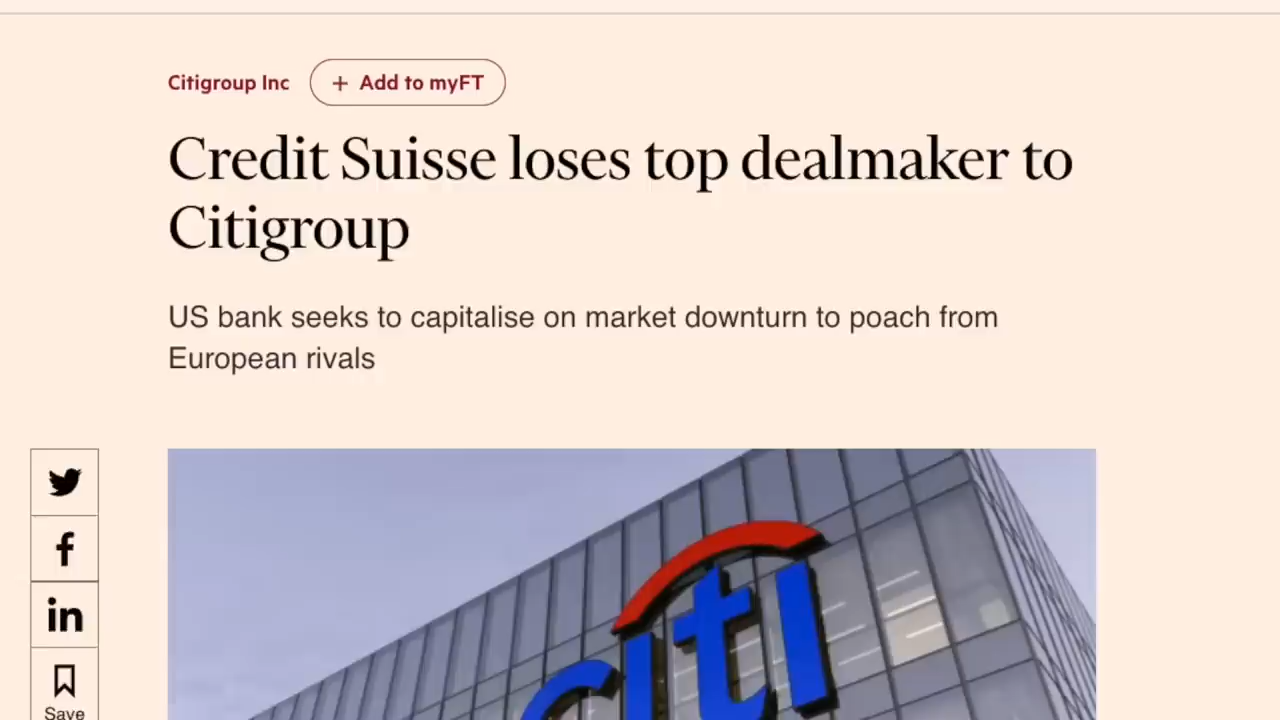 Citigroup Inc
+ Add to myFT
Credit Suisse loses top dealmaker to
Citigroup
US bank seeks to capitalise on market downturn to poach from
European rivals
f
in
Save
citi